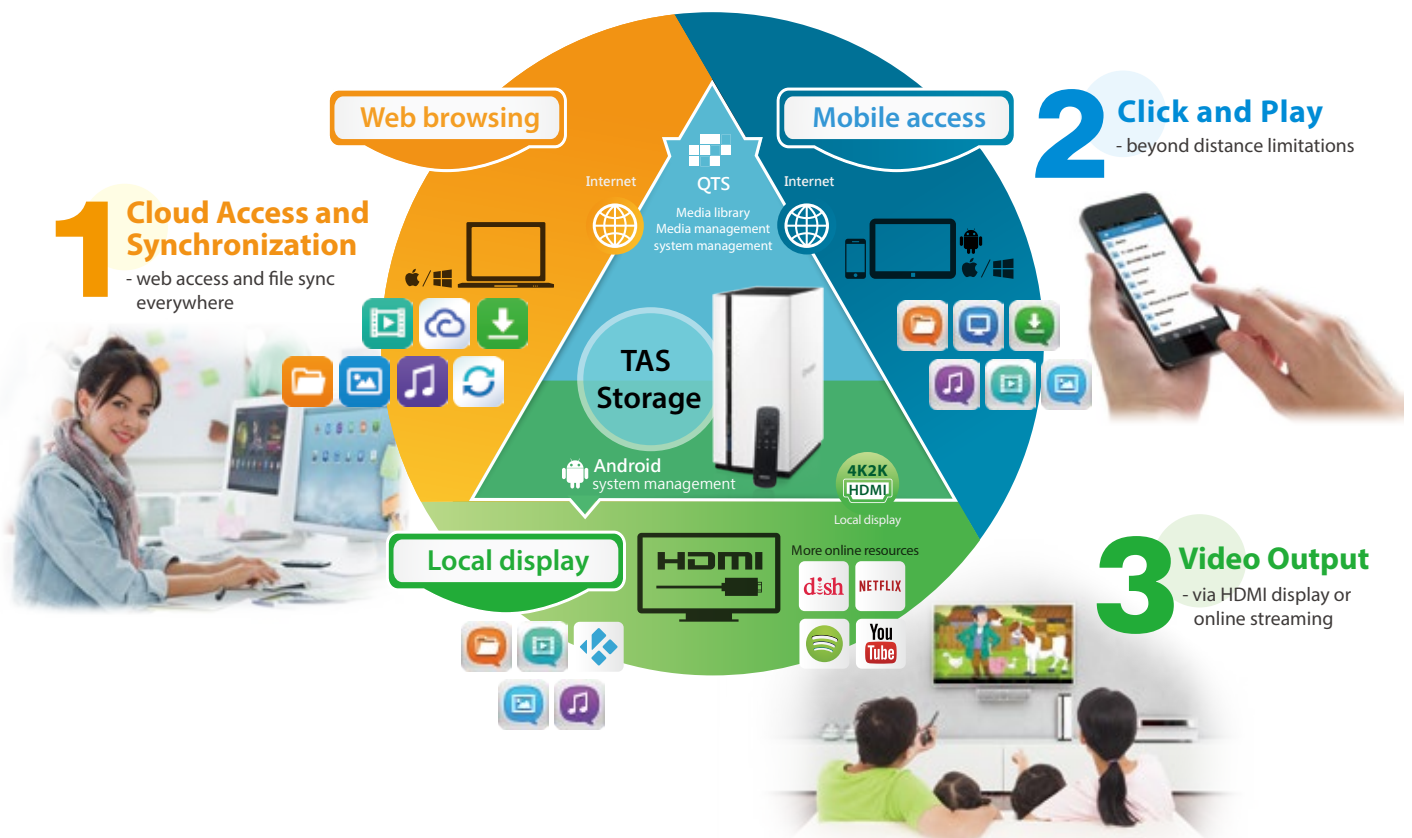 Web browsing
Mobile access
2
Click and Play
- beyond distance limitations
1
Cloud Access and
Synchronization
- web access and file sync
everywhere
Internet
QTS
Internet
Media library
Media management
system management
TAS
Storage
Android
system management
4K2K
HDMI
Local display
Local display
HDMI
More online resources
dish
NETFLIX
You
Tube
3
Video Output
- via HDMI display or
online streaming